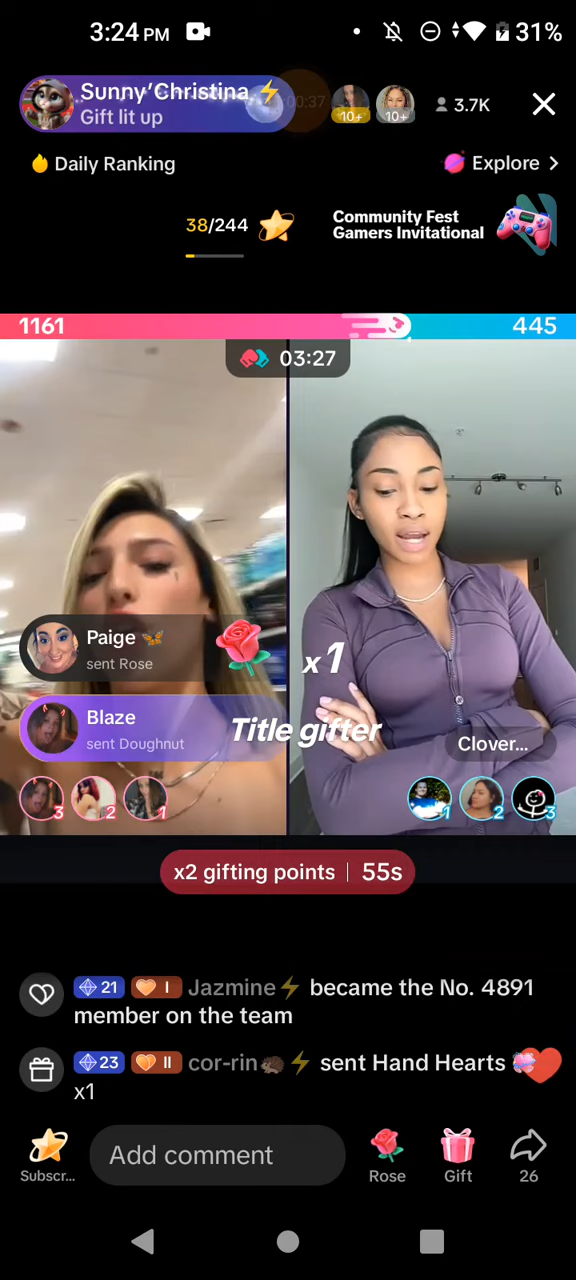 3:24 PM
31%
Sunny'Christina ⚡
Gift lit up
00:37
10+
10+
3.7K
Daily Ranking
Explore >
38/244
Community Fest
Gamers Invitational
1161
445
03:27
Paige 🦋
sent Rose
x1
Blaze
sent Doughnut
Title gifter
Clover...
3
2
1
1
2
3
x2 gifting points | 55s
21 I Jazmine⚡ became the No. 4891
member on the team
23 II cor-rin🦔⚡ sent Hand Hearts
x1
Add comment
Subscr...
Rose
Gift
26